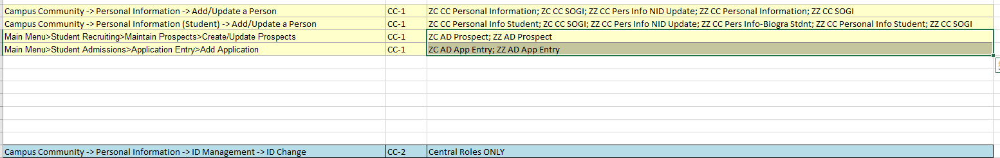 Campus Community -> Personal Information -> Add/Update a Person CC-1 ZC CC Personal Information; ZC CC SOGI; ZZ CC Pers Info NID Update; ZZ CC Personal Information; ZZ CC SOGI
Campus Community -> Personal Information (Student) -> Add/Update a Person CC-1 ZC CC Personal Info Student; ZC CC SOGI; ZZ CC Pers Info NID Update; ZZ CC Pers Info-Biogra Stdnt; ZZ CC Personal Info Student; ZZ CC SOGI
Main Menu>Student Recruiting>Maintain Prospects>Create/Update Prospects CC-1 ZC AD Prospect; ZZ AD Prospect
Main Menu>Student Admissions>Application Entry>Add Application CC-1 ZC AD App Entry; ZZ AD App Entry
Campus Community -> Personal Information -> ID Management -> ID Change CC-2 Central Roles ONLY